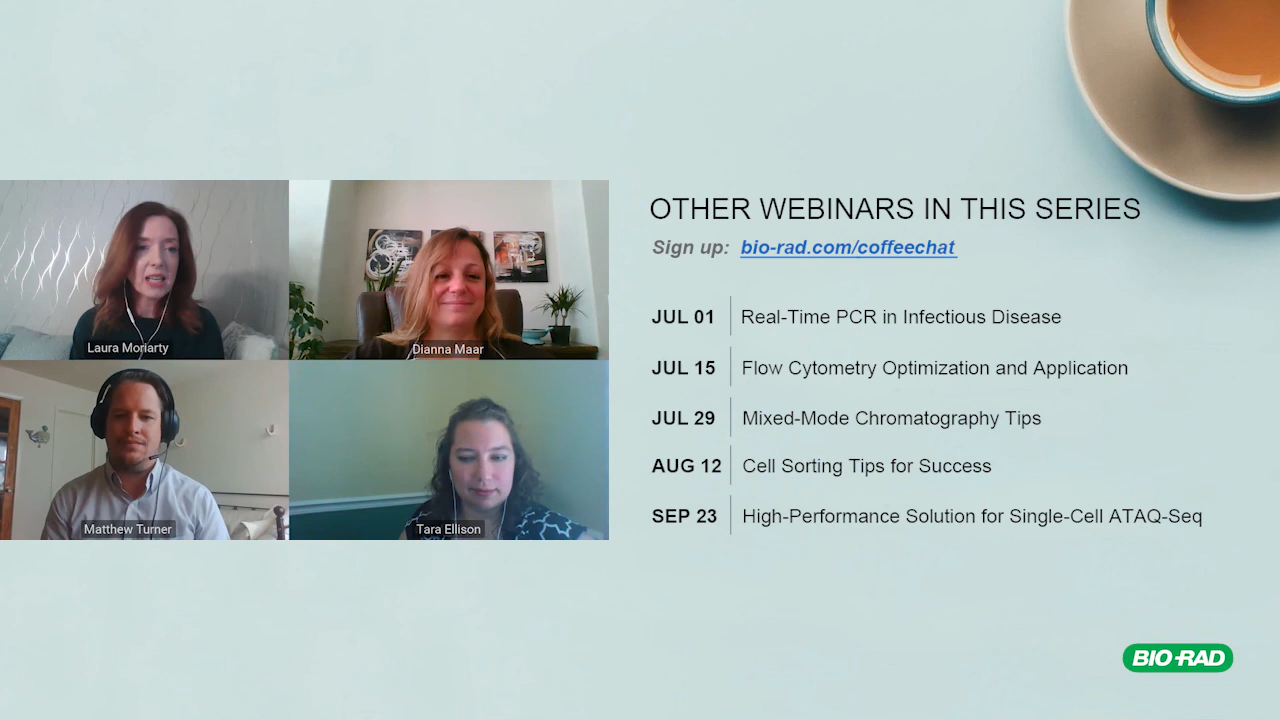 Laura Moriarty
Dianna Maar
Matthew Turner
Tara Ellison
OTHER WEBINARS IN THIS SERIES
Sign up: bio-rad.com/coffeechat
JUL 01 Real-Time PCR in Infectious Disease
JUL 15 Flow Cytometry Optimization and Application
JUL 29 Mixed-Mode Chromatography Tips
AUG 12 Cell Sorting Tips for Success
SEP 23 High-Performance Solution for Single-Cell ATAQ-Seq
BIO-RAD